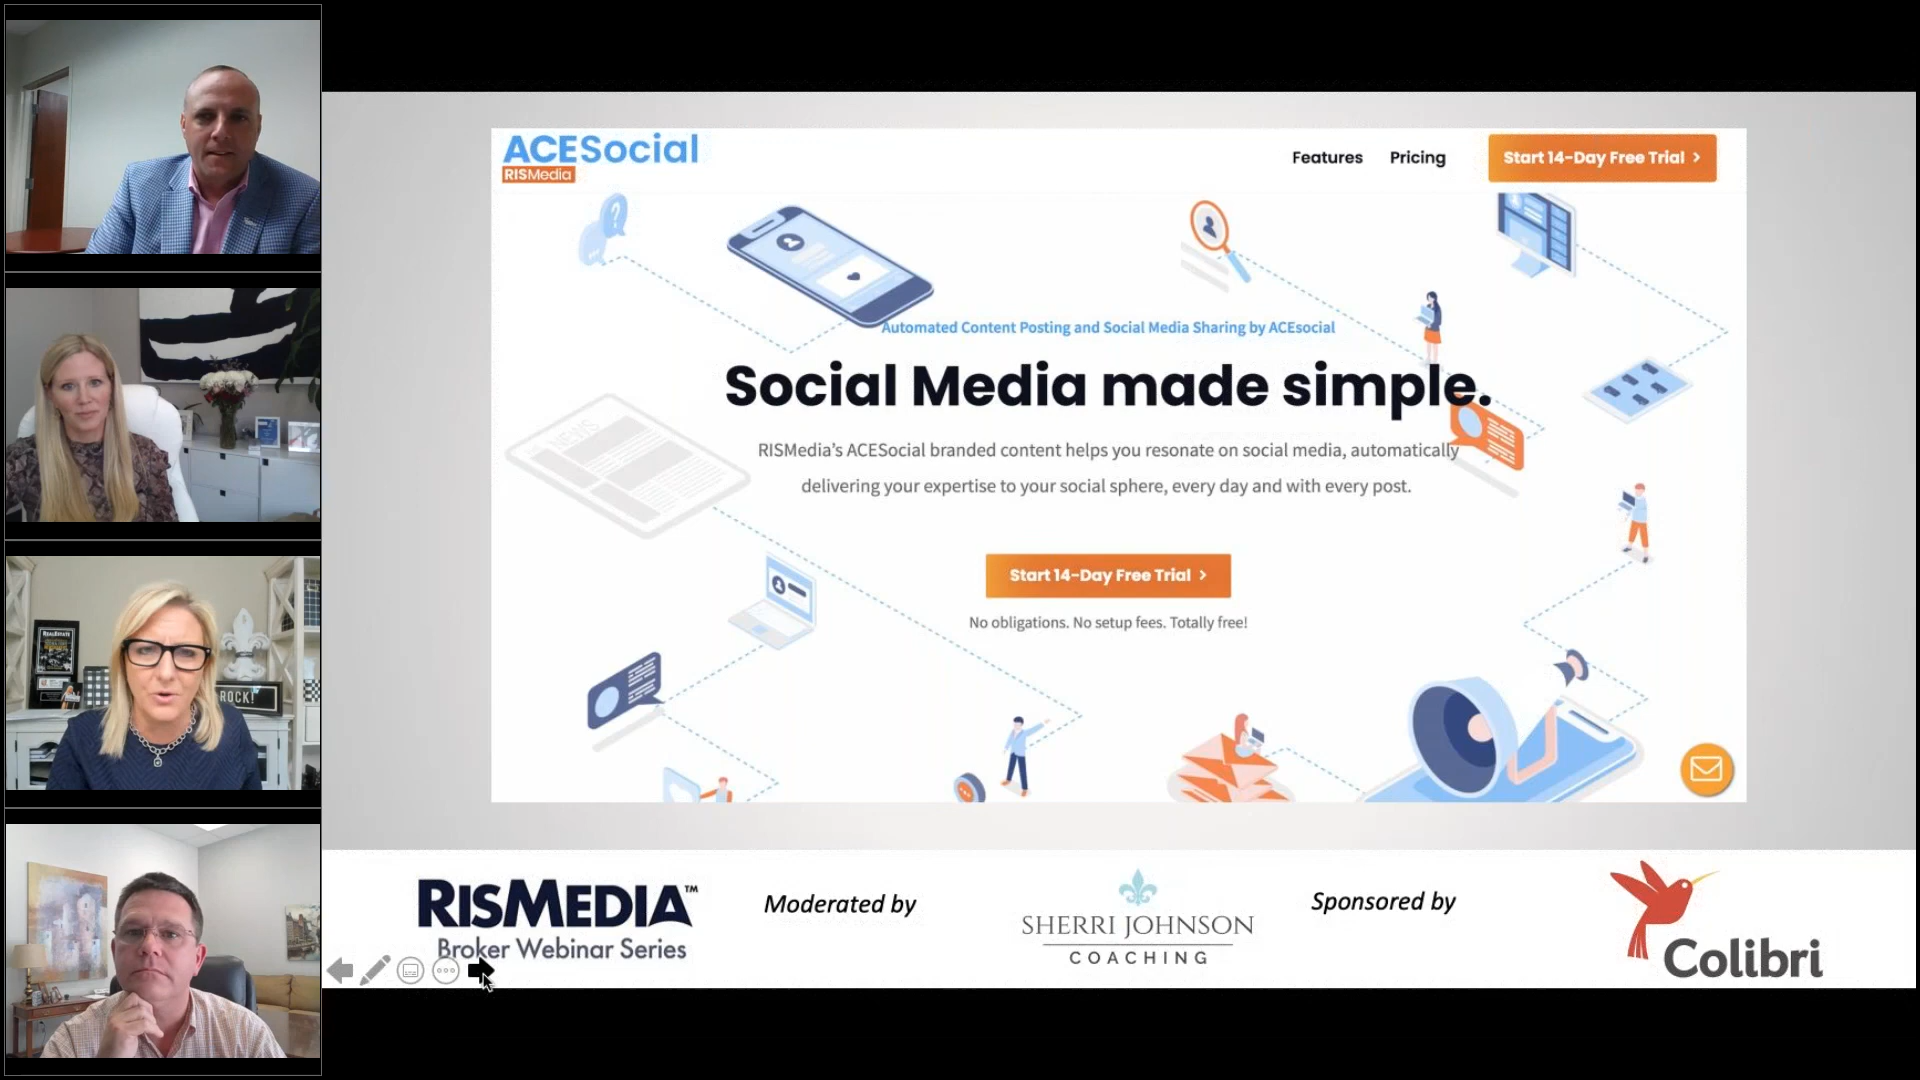 REALESTATE
ROCK!
ACESocial
RISMedia
Features
Pricing
Start 14-Day Free Trial >
NEWS
Automated Content Posting and Social Media Sharing by ACEsocial
Social Media made simple.
RISMedia's ACESocial branded content helps you resonate on social media, automatically
delivering your expertise to your social sphere, every day and with every post.
Start 14-Day Free Trial >
No obligations. No setup fees. Totally free!
RISMEDIA™
Broker Webinar Series
Moderated by
SHERRI JOHNSON
COACHING
Sponsored by
Colibri